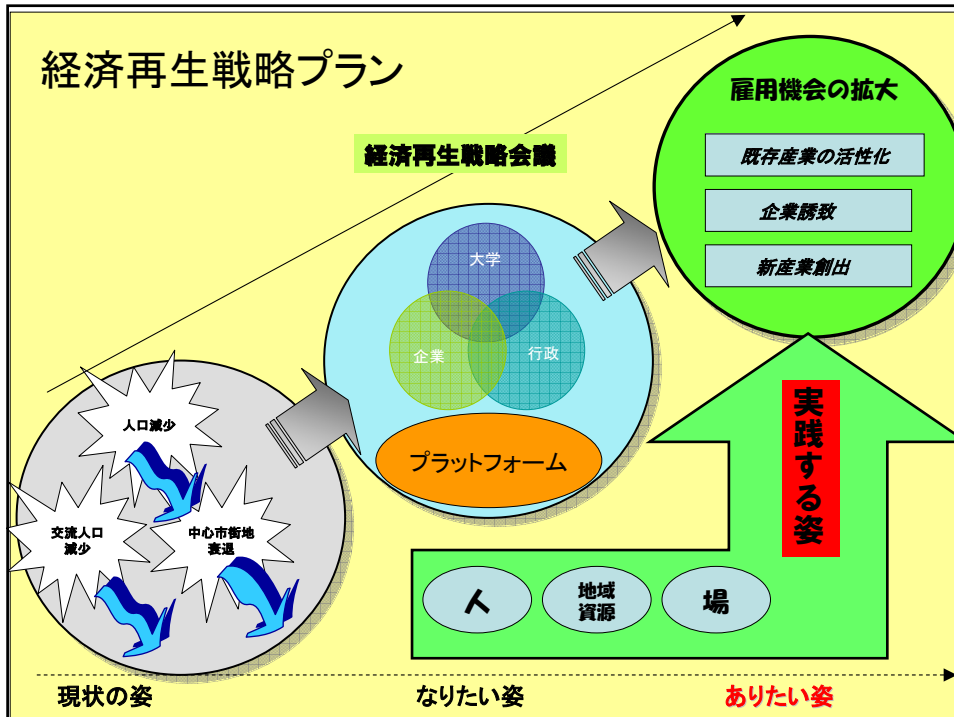 経済再生戦略プラン
雇用機会の拡大
既存産業の活性化
企業誘致
新産業創出
経済再生戦略会議
大学
企業
行政
プラットフォーム
人口減少
交流人口
減少
中心市街地
衰退
実践する姿
人
地域
資源
場
現状の姿
なりたい姿
ありたい姿